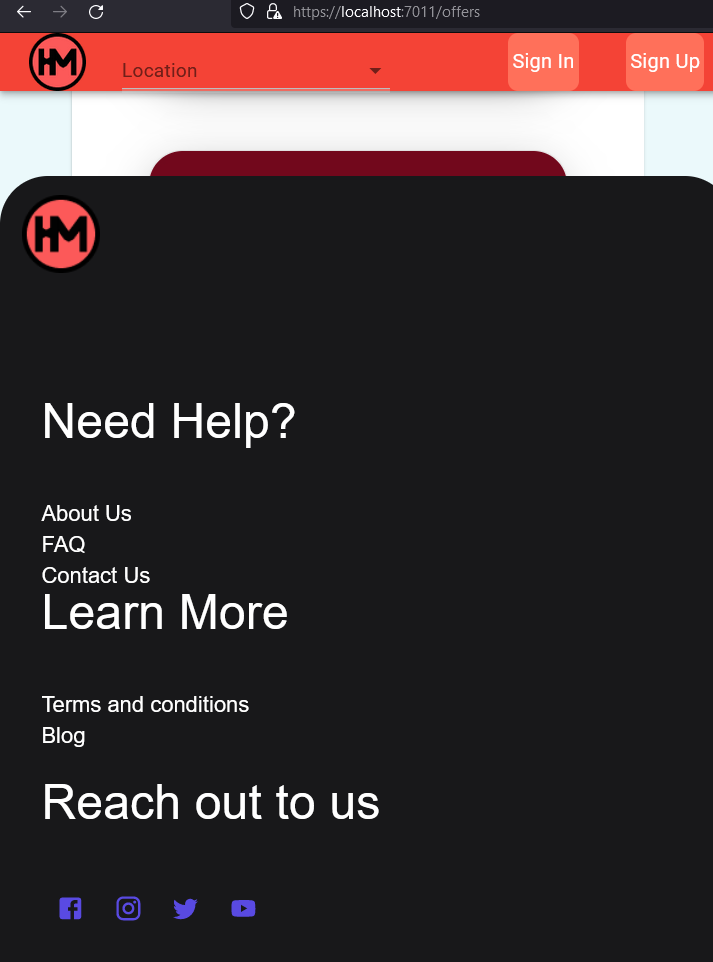 https://localhost:7011/offers
HM
Location
Sign In
Sign Up
HM
Need Help?
About Us
FAQ
Contact Us
Learn More
Terms and conditions
Blog
Reach out to us